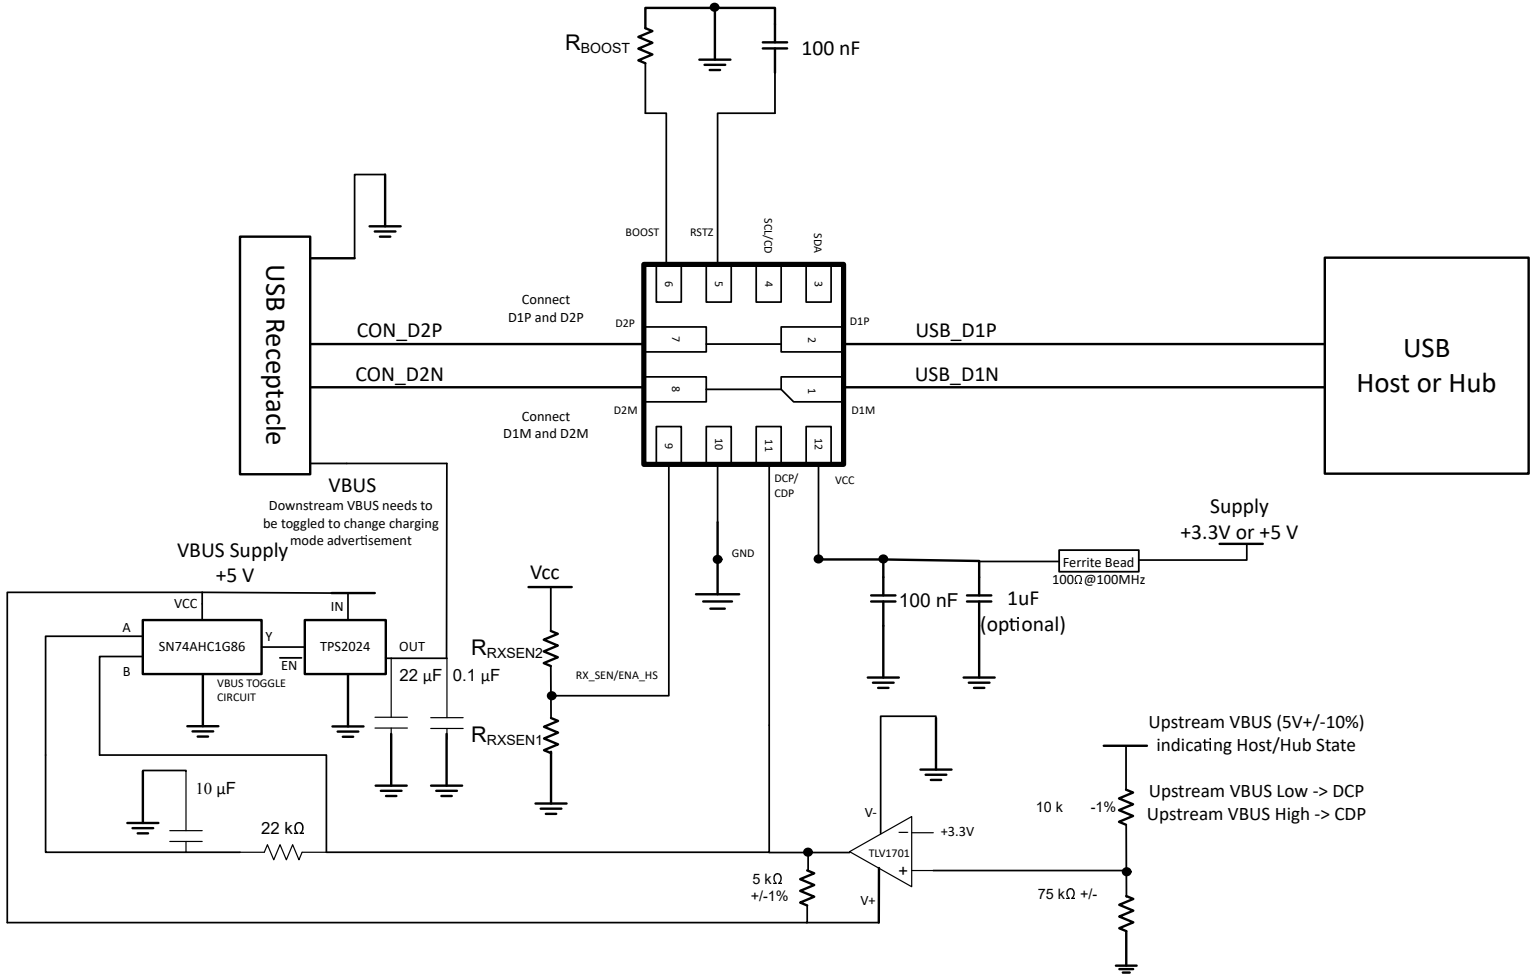 R_BOOST
100 nF
BOOST
RSTZ
SCL/CD
SDA
6
5
4
3
USB Receptacle
Connect
D1P and D2P
D2P
D1P
CON_D2P
7
2
USB_D1P
CON_D2N
8
1
USB_D1N
USB
Host or Hub
D2M
D1M
Connect
D1M and D2M
9
10
11
12
DCP/
CDP
VCC
VBUS
Downstream VBUS needs to
be toggled to change charging
mode advertisement
GND
Supply
+3.3V or +5 V
Ferrite Bead
100Ω@100MHz
100 nF
1uF
(optional)
VBUS Supply
+5 V
VCC
IN
A
B
SN74AHC1G86
Y
EN
TPS2024
OUT
VBUS TOGGLE
CIRCUIT
22 µF
0.1 µF
Vcc
R_RXSEN2
RX_SEN/ENA_HS
R_RXSEN1
10 µF
22 kΩ
5 kΩ
+/-1%
V-
+3.3V
TLV1701
V+
Upstream VBUS (5V+/-10%)
indicating Host/Hub State
10 k -1%
Upstream VBUS Low -> DCP
Upstream VBUS High -> CDP
75 kΩ +/-